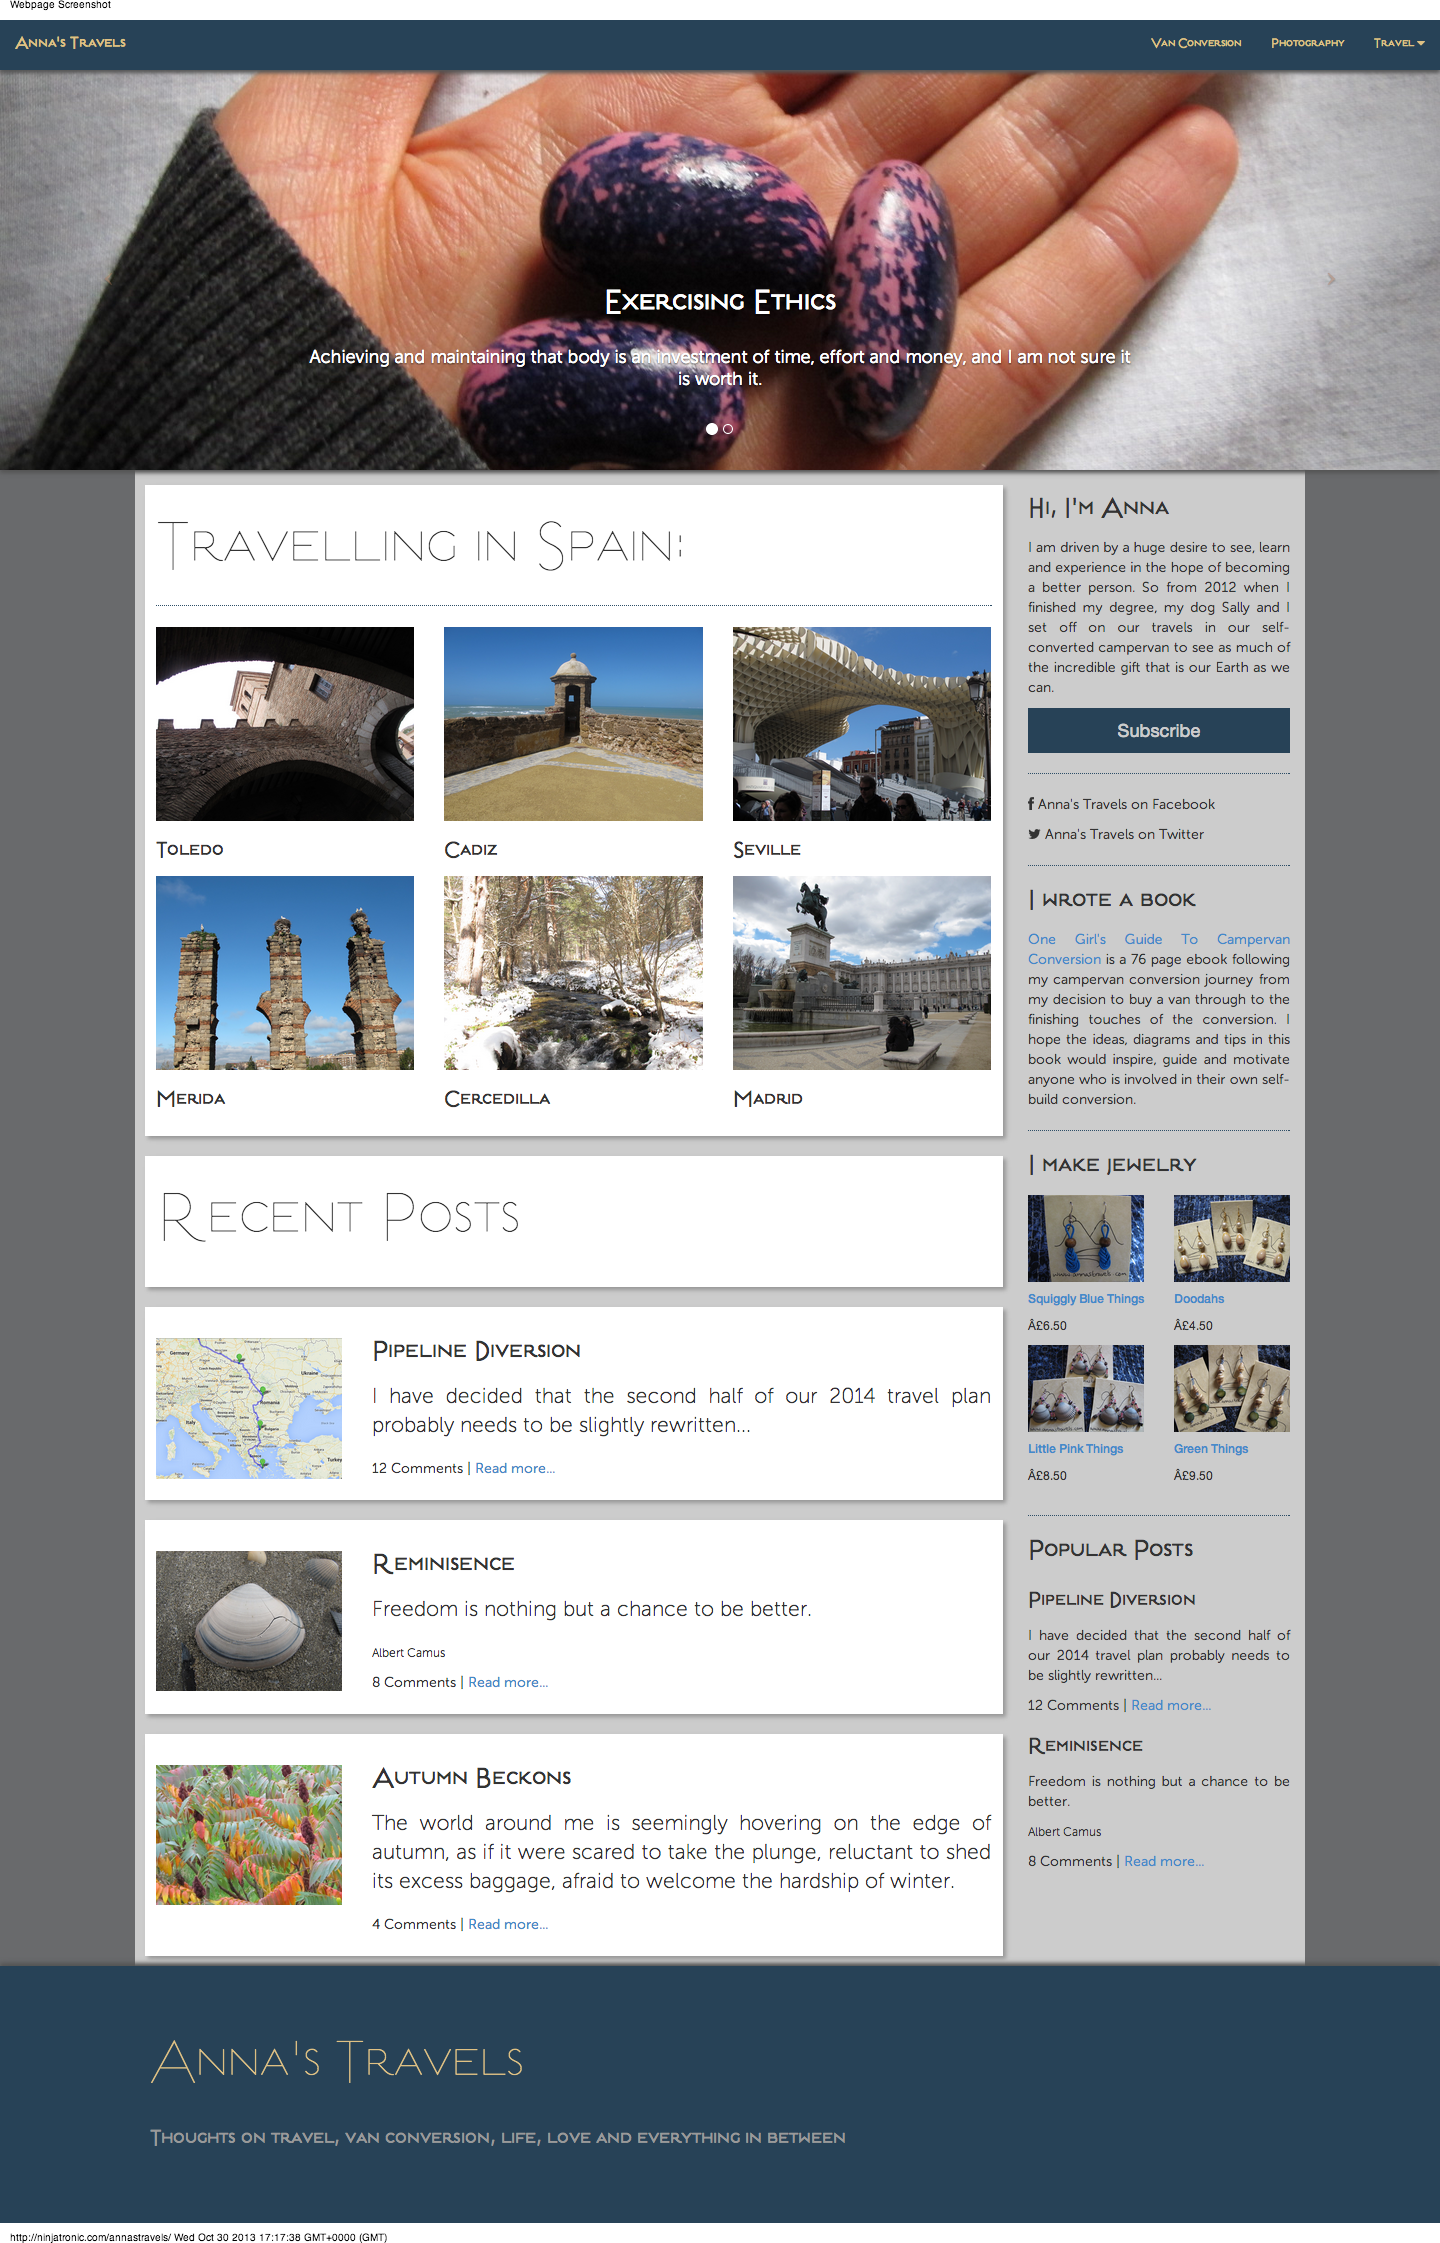 Webpage Screenshot
Anna's Travels
Van Conversion
Photography
Travel
Exercising Ethics
Achieving and maintaining that body is an investment of time, effort and money, and I am not sure it
is worth it.
Travelling in Spain:
Toledo
Cadiz
Seville
Merida
Cercedilla
Madrid
Recent Posts
Pipeline Diversion
I have decided that the second half of our 2014 travel plan
probably needs to be slightly rewritten...
12 Comments | Read more...
Reminisence
Freedom is nothing but a chance to be better.
Albert Camus
8 Comments | Read more...
Autumn Beckons
The world around me is seemingly hovering on the edge of
autumn, as if it were scared to take the plunge, reluctant to shed
its excess baggage, afraid to welcome the hardship of winter.
4 Comments | Read more...
Hi, I'm Anna
I am driven by a huge desire to see, learn
and experience in the hope of becoming
a better person. So from 2012 when I
finished my degree, my dog Sally and I
set off on our travels in our self-
converted campervan to see as much of
the incredible gift that is our Earth as we
can.
Subscribe
Anna's Travels on Facebook
Anna's Travels on Twitter
I wrote a book
One Girl's Guide To Campervan
Conversion is a 76 page ebook following
my campervan conversion journey from
my decision to buy a van through to the
finishing touches of the conversion. I
hope the ideas, diagrams and tips in this
book would inspire, guide and motivate
anyone who is involved in their own self-
build conversion.
I make jewelry
Squiggly Blue Things
Doodahs
Â£6.50
Â£4.50
Little Pink Things
Green Things
Â£8.50
Â£9.50
Popular Posts
Pipeline Diversion
I have decided that the second half of
our 2014 travel plan probably needs to
be slightly rewritten...
12 Comments | Read more...
Reminisence
Freedom is nothing but a chance to be
better.
Albert Camus
8 Comments | Read more...
Anna's Travels
Thoughts on travel, van conversion, life, love and everything in between
http://ninjatronic.com/annastravels/ Wed Oct 30 2013 17:17:38 GMT+0000 (GMT)